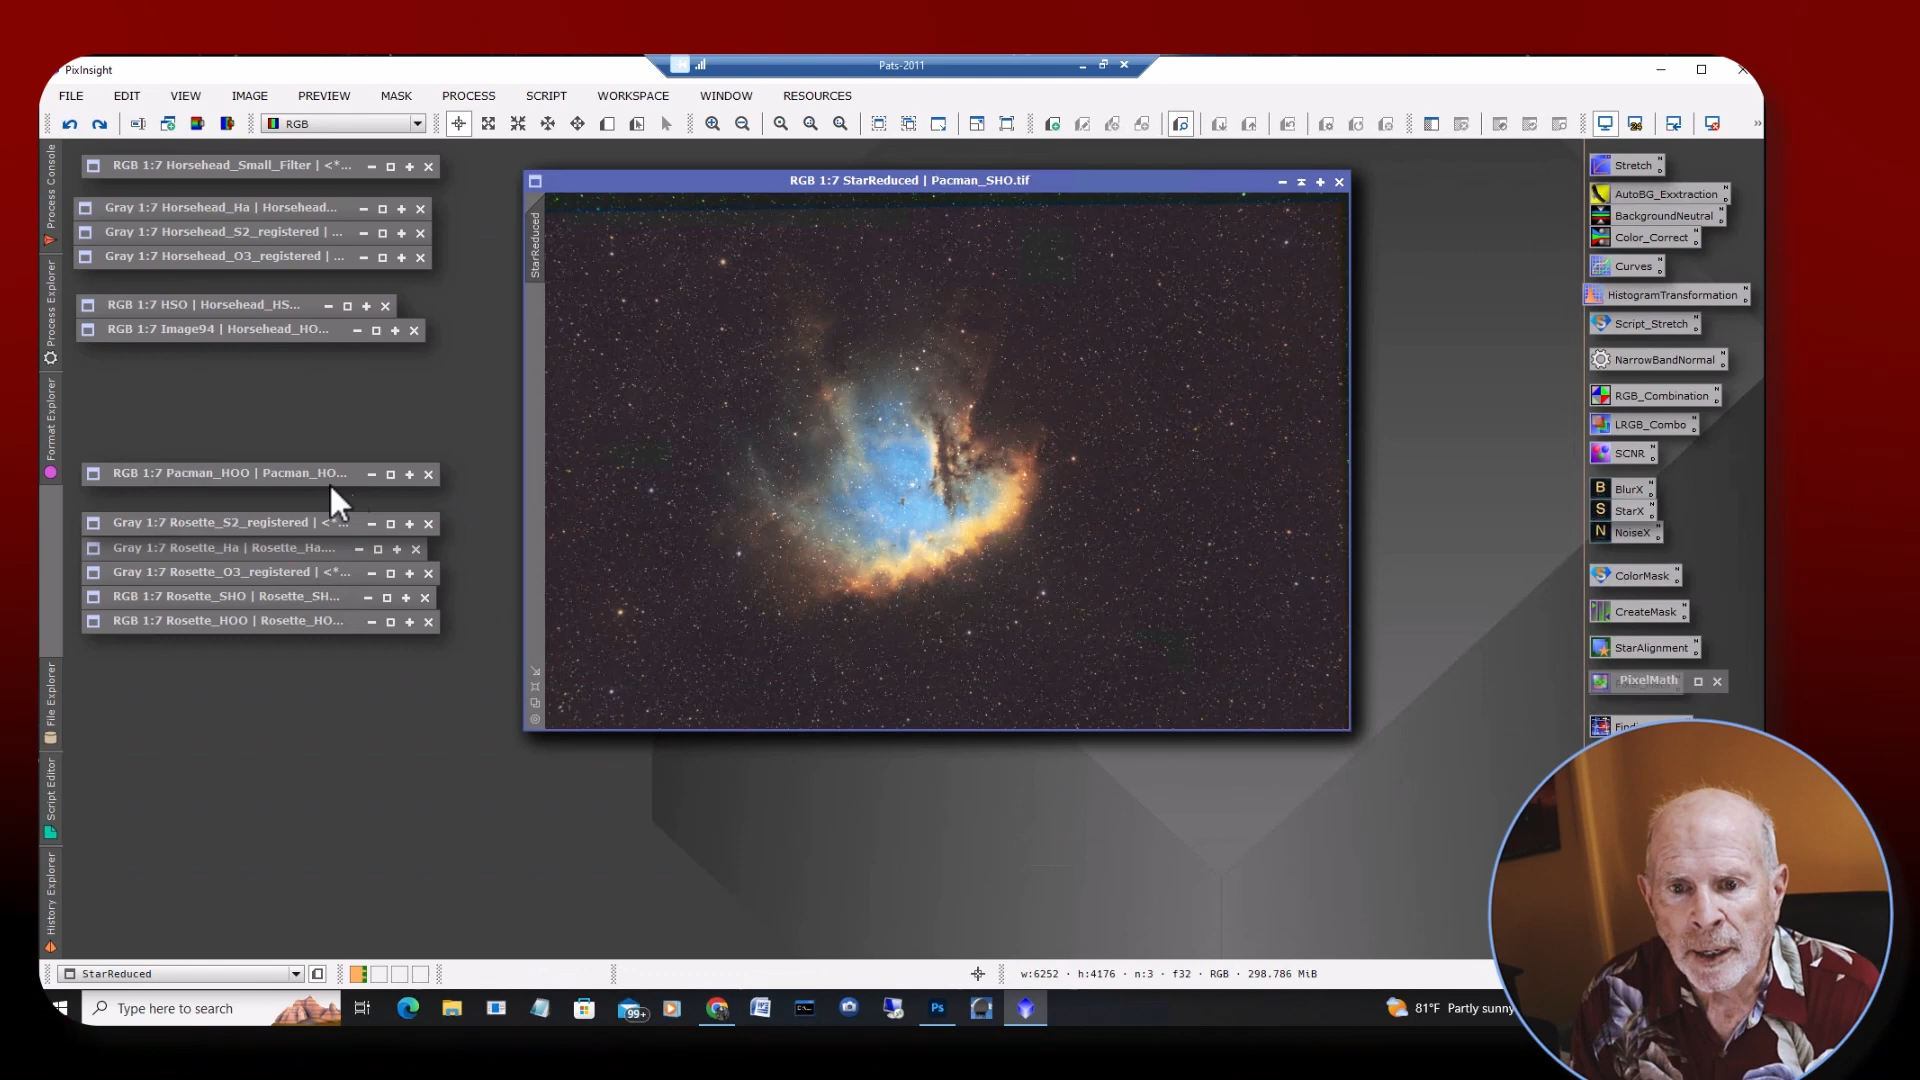 PixInsight
Pats-2011
FILE EDIT VIEW IMAGE PREVIEW MASK PROCESS SCRIPT WORKSPACE WINDOW RESOURCES
RGB
24
»
Process Console
Process Explorer
Format Explorer
File Explorer
Script Editor
History Explorer
RGB 1:7 Horsehead_Small_Filter | <*...
Gray 1:7 Horsehead_Ha | Horsehead...
Gray 1:7 Horsehead_S2_registered | ...
Gray 1:7 Horsehead_O3_registered | ...
RGB 1:7 HSO | Horsehead_HS...
RGB 1:7 Image94 | Horsehead_HO...
RGB 1:7 Pacman_HOO | Pacman_HO...
Gray 1:7 Rosette_S2_registered | <*...
Gray 1:7 Rosette_Ha | Rosette_Ha....
Gray 1:7 Rosette_O3_registered | <*...
RGB 1:7 Rosette_SHO | Rosette_SH...
RGB 1:7 Rosette_HOO | Rosette_HO...
RGB 1:7 StarReduced | Pacman_SHO.tif
StarReduced
Stretch
AutoBG_Exxtraction
BackgroundNeutral
Color_Correct
Curves
HistogramTransformation
Script_Stretch
NarrowBandNormal
RGB_Combination
LRGB_Combo
SCNR
B BlurX
S StarX
N NoiseX
ColorMask
CreateMask
StarAlignment
PixelMath
StarReduced
w:6252 · h:4176 · n:3 · f32 · RGB · 298.786 MiB
Type here to search
99+
Ps
81°F Partly sunny